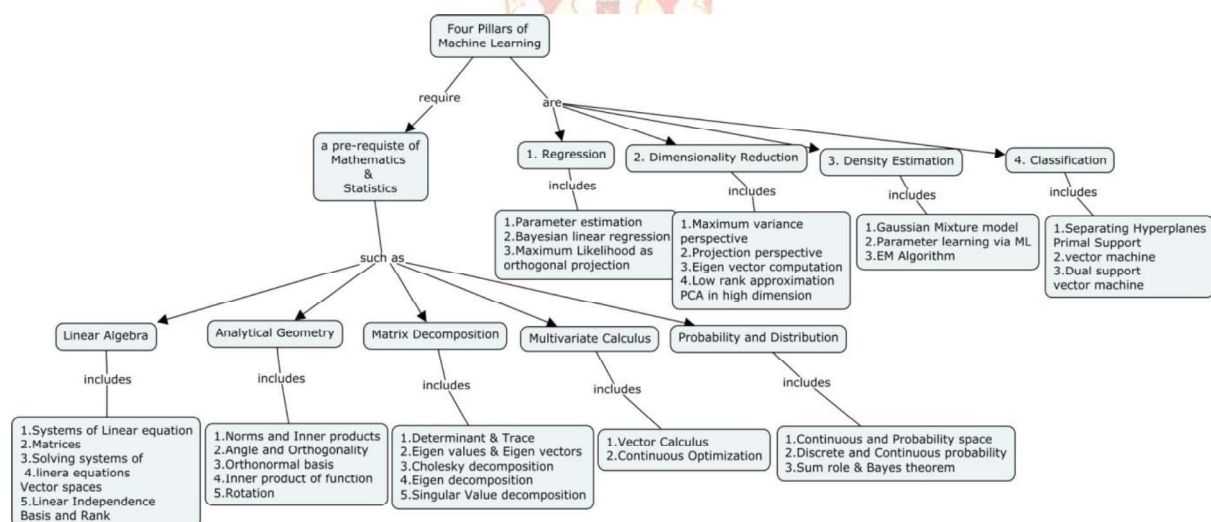 Four Pillars of
Machine Learning
require
are
a pre-requiste of
Mathematics
&
Statistics
1. Regression
2. Dimensionality Reduction
3. Density Estimation
4. Classification
includes
includes
includes
includes
1.Parameter estimation
2.Bayesian linear regression
3.Maximum Likelihood as
orthogonal projection
1.Maximum variance
perspective
2.Projection perspective
3.Eigen vector computation
4.Low rank approximation
PCA in high dimension
1.Gaussian Mixture model
2.Parameter learning via ML
3.EM Algorithm
1.Separating Hyperplanes
Primal Support
2.vector machine
3.Dual support
vector machine
such as
Linear Algebra
Analytical Geometry
Matrix Decomposition
Multivariate Calculus
Probability and Distribution
includes
includes
includes
includes
includes
1.Systems of Linear equation
2.Matrices
3.Solving systems of
4.linera equations
Vector spaces
5.Linear Independence
Basis and Rank
1.Norms and Inner products
2.Angle and Orthogonality
3.Orthonormal basis
4.Inner product of function
5.Rotation
1.Determinant & Trace
2.Eigen values & Eigen vectors
3.Cholesky decomposition
4.Eigen decomposition
5.Singular Value decomposition
1.Vector Calculus
2.Continuous Optimization
1.Continuous and Probability space
2.Discrete and Continuous probability
3.Sum role & Bayes theorem